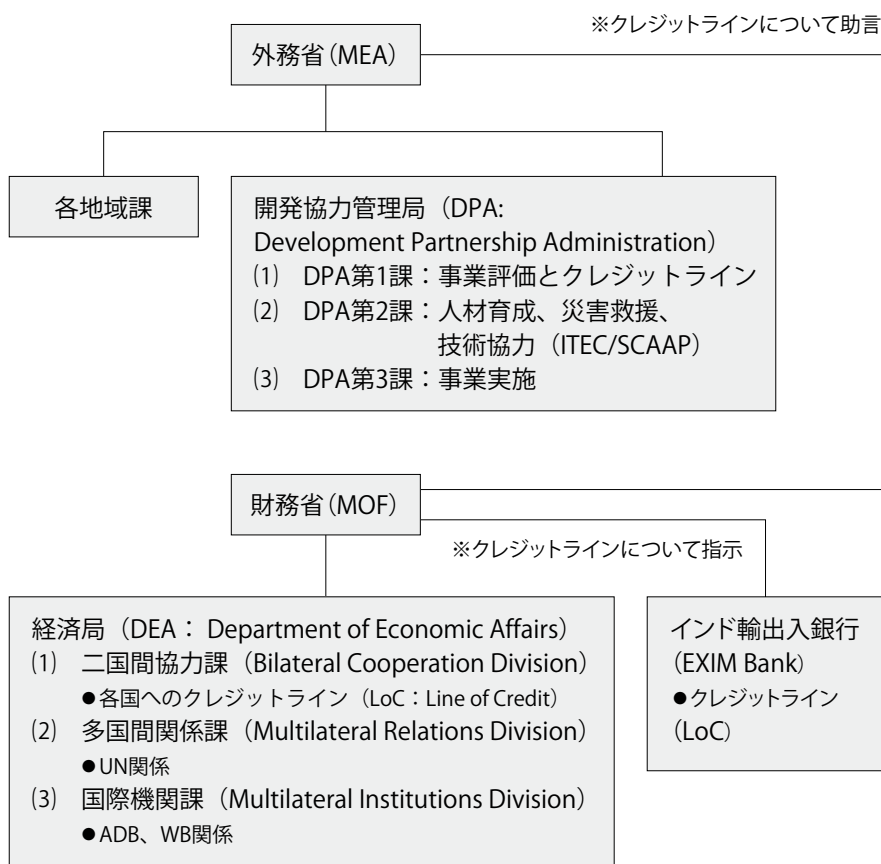 ※クレジットラインについて助言
外務省（MEA）
各地域課
開発協力管理局（DPA:
Development Partnership Administration）
⑴　DPA第1課：事業評価とクレジットライン
⑵　DPA第2課：人材育成、災害救援、
技術協力（ITEC/SCAAP）
⑶　DPA第3課：事業実施
財務省（MOF）
※クレジットラインについて指示
経済局（DEA： Department of Economic Affairs）
⑴　二国間協力課（Bilateral Cooperation Division）
●各国へのクレジットライン（LoC：Line of Credit）
⑵　多国間関係課（Multilateral Relations Division）
●UN関係
⑶　国際機関課（Multilateral Institutions Division）
●ADB、WB関係
インド輸出入銀行
（EXIM Bank）
●クレジットライン
（LoC）